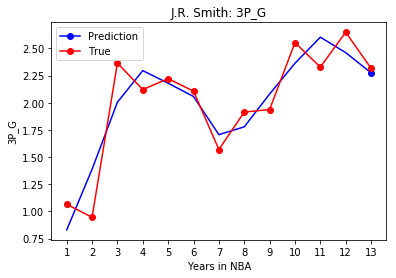 J.R. Smith: 3P_G
Prediction
True
3P_G
2.50
2.25
2.00
1.75
1.50
1.25
1.00
0.75
1 2 3 4 5 6 7 8 9 10 11 12 13
Years in NBA